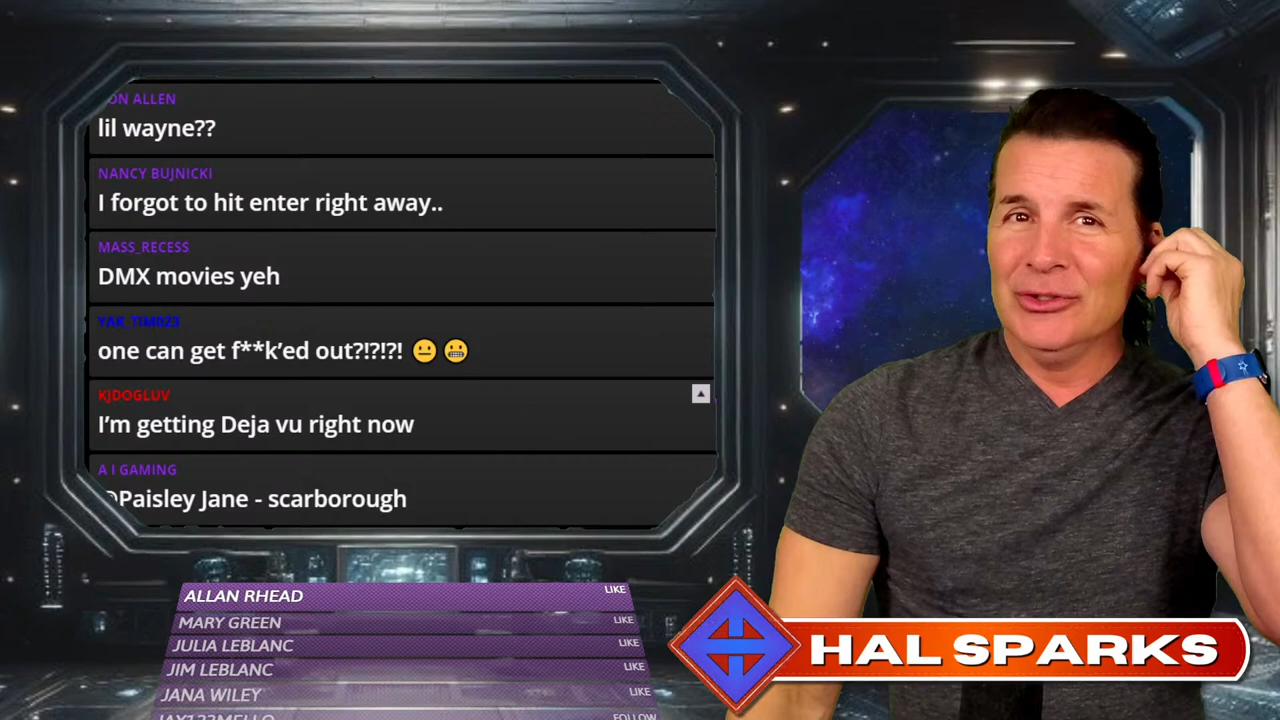 ON ALLEN
lil wayne??
NANCY BUJNICKI
I forgot to hit enter right away..
MASS_RECESS
DMX movies yeh
YAK_TIM023
one can get f**k'ed out?!?!?! 😐 😬
KJDOGLUV
I'm getting Deja vu right now
A I GAMING
@Paisley Jane - scarborough
ALLAN RHEAD LIKE
MARY GREEN LIKE
JULIA LEBLANC LIKE
JIM LEBLANC LIKE
JANA WILEY LIKE
FOLLOW
HAL SPARKS